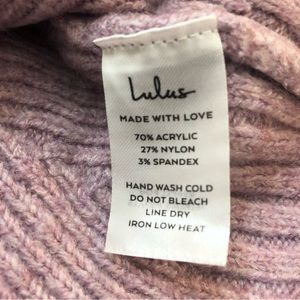 Lulus
MADE WITH LOVE
70% ACRYLIC
27% NYLON
3% SPANDEX
HAND WASH COLD
DO NOT BLEACH
LINE DRY
IRON LOW HEAT